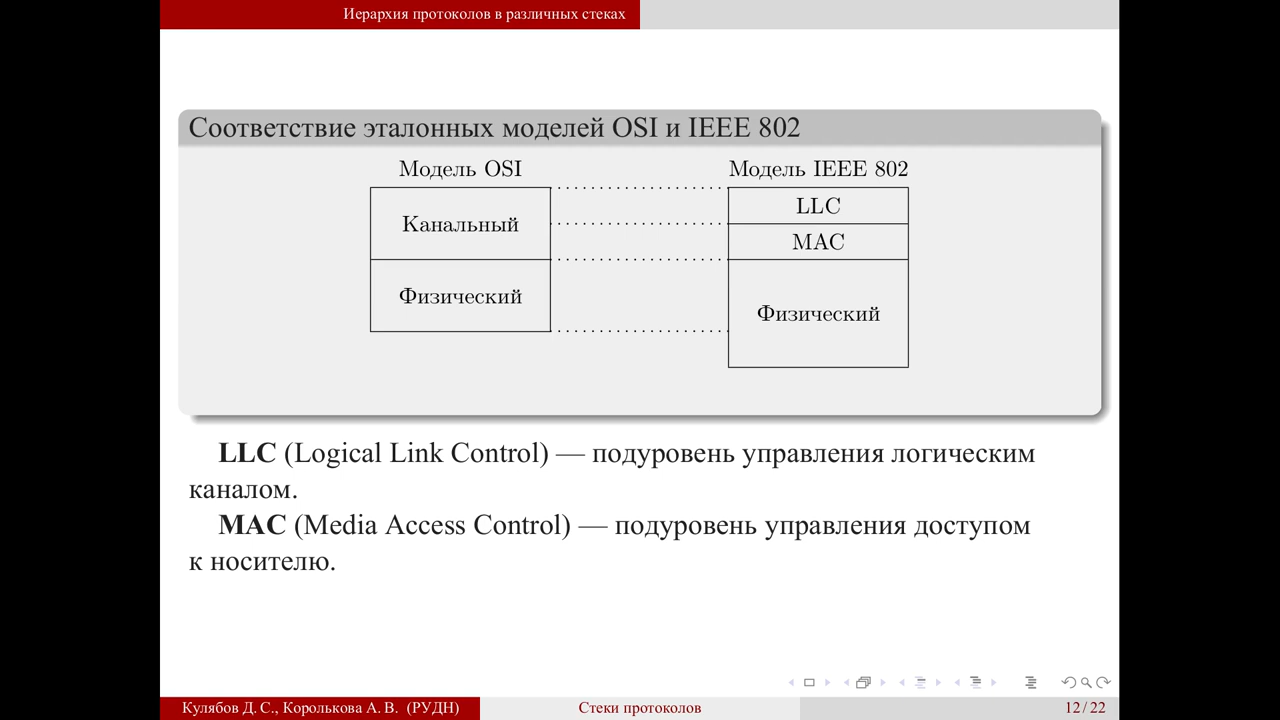 Иерархия протоколов в различных стеках
Соответствие эталонных моделей OSI и IEEE 802
Модель OSI
Модель IEEE 802
Канальный
Физический
LLC
MAC
Физический
LLC (Logical Link Control) — подуровень управления логическим
каналом.
MAC (Media Access Control) — подуровень управления доступом
к носителю.
Кулябов Д. С., Королькова А. В. (РУДН)
Стеки протоколов
12 / 22